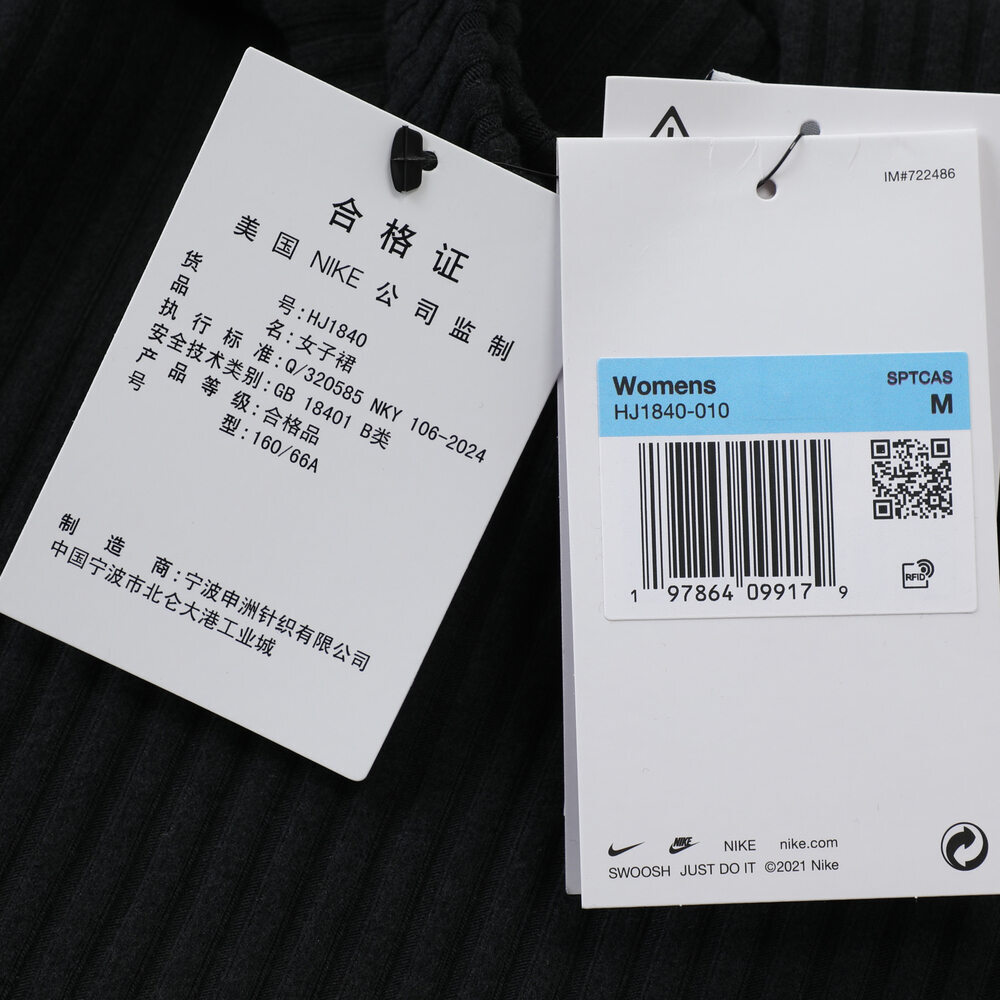 合格证
美国 NIKE 公司监制
货号:HJ1840
品名:女子裙
执行标准:Q/320585 NKY 106-2024
安全技术类别:GB 18401 B类
产品等级:合格品
号型:160/66A
制造商:宁波申洲针织有限公司
中国宁波市北仑大港工业城
IM#722486
Womens SPTCAS
HJ1840-010 M
1 97864 09917 9
RFID
NIKE NIKE nike.com
SWOOSH JUST DO IT ©2021 Nike